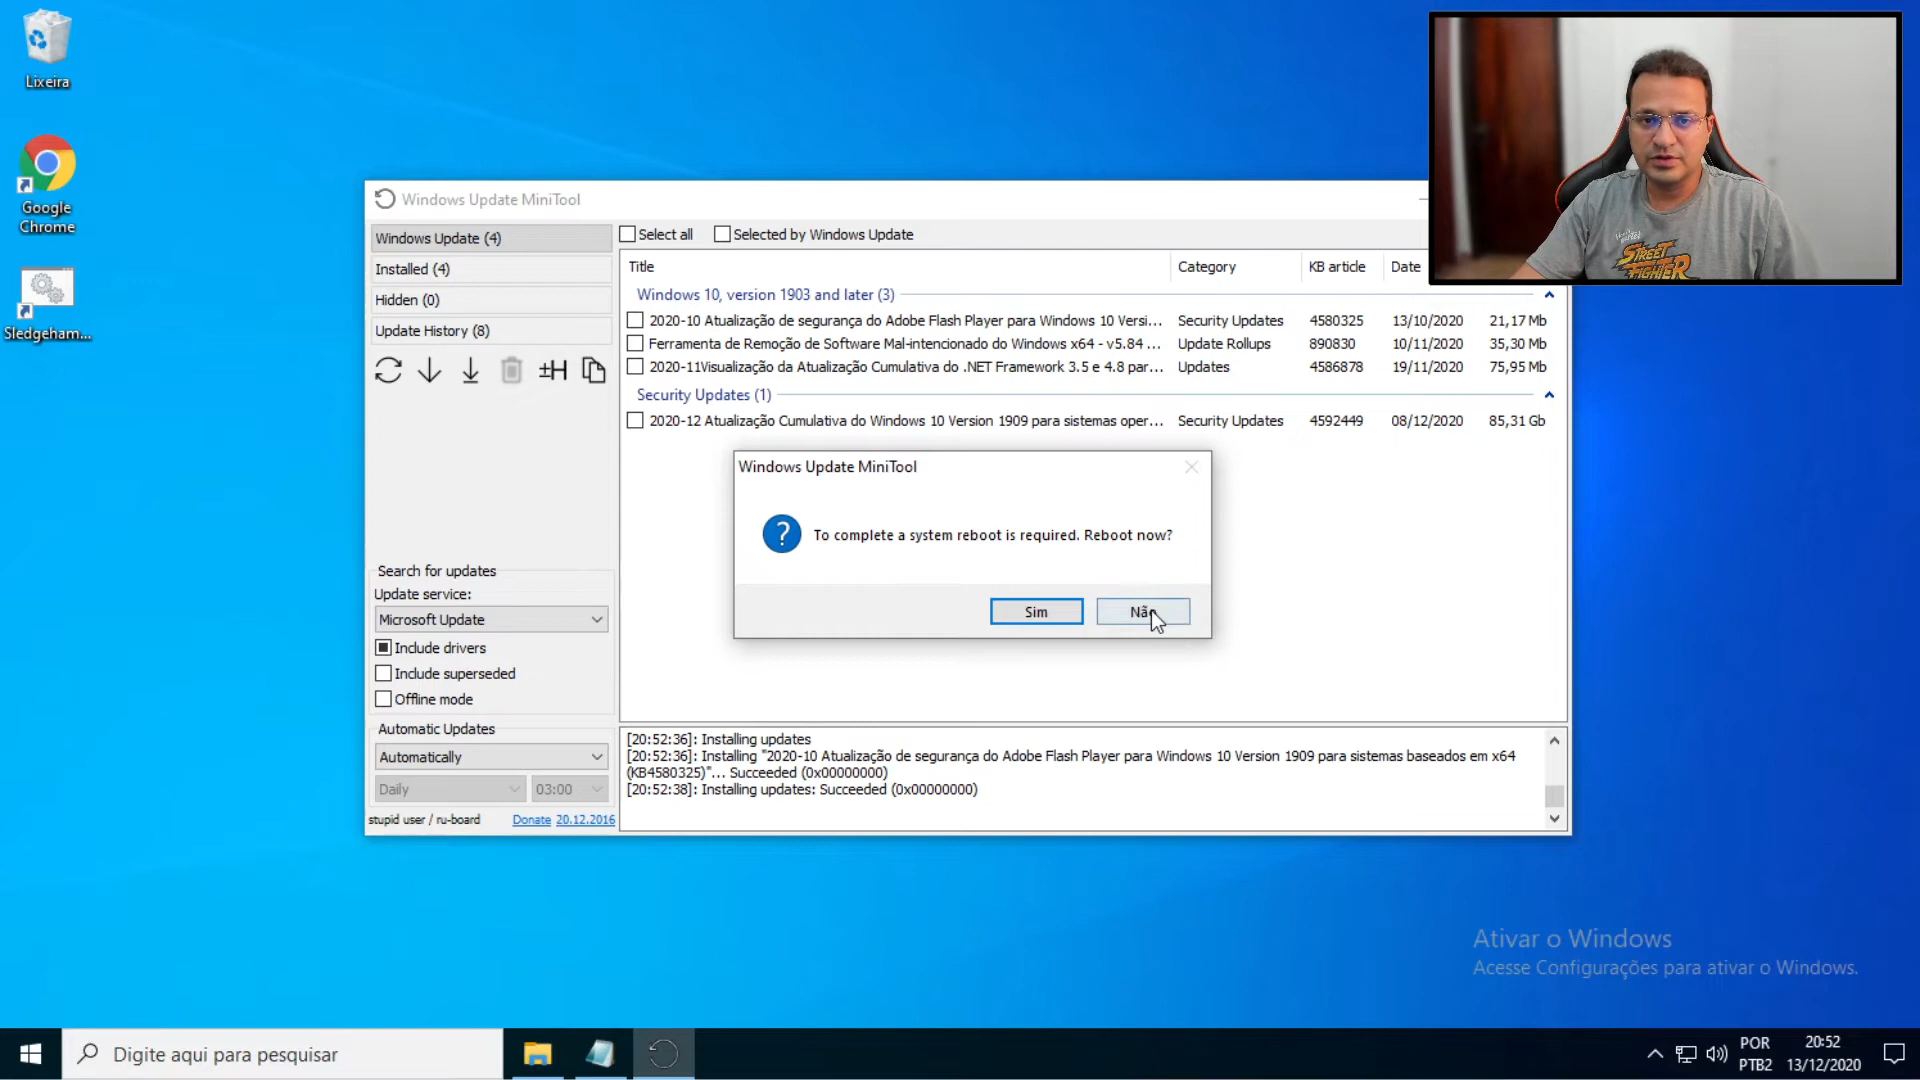 Lixeira
Google
Chrome
Sledgeham...
Windows Update MiniTool
Windows Update (4)
Installed (4)
Hidden (0)
Update History (8)
±H
Search for updates
Update service:
Microsoft Update
Include drivers
Include superseded
Offline mode
Automatic Updates
Automatically
Daily
03:00
stupid user / ru-board
Donate 20.12.2016
Select all Selected by Windows Update
Title Category KB article Date
Windows 10, version 1903 and later (3)
2020-10 Atualização de segurança do Adobe Flash Player para Windows 10 Versi... Security Updates 4580325 13/10/2020 21,17 Mb
Ferramenta de Remoção de Software Mal-intencionado do Windows x64 - v5.84 ... Update Rollups 890830 10/11/2020 35,30 Mb
2020-11Visualização da Atualização Cumulativa do .NET Framework 3.5 e 4.8 par... Updates 4586878 19/11/2020 75,95 Mb
Security Updates (1)
2020-12 Atualização Cumulativa do Windows 10 Version 1909 para sistemas oper... Security Updates 4592449 08/12/2020 85,31 Gb
Windows Update MiniTool
To complete a system reboot is required. Reboot now?
Sim
Não
[20:52:36]: Installing updates
[20:52:36]: Installing "2020-10 Atualização de segurança do Adobe Flash Player para Windows 10 Version 1909 para sistemas baseados em x64
(KB4580325)"... Succeeded (0x00000000)
[20:52:38]: Installing updates: Succeeded (0x00000000)
STREET
FIGHTER
Ativar o Windows
Acesse Configurações para ativar o Windows.
Digite aqui para pesquisar
POR
PTB2
20:52
13/12/2020